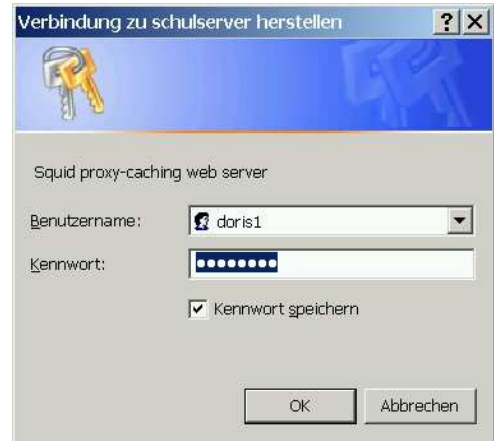 Verbindung zu schulserver herstellen
Squid proxy-caching web server
Benutzername:
doris1
Kennwort:
Kennwort speichern
OK
Abbrechen